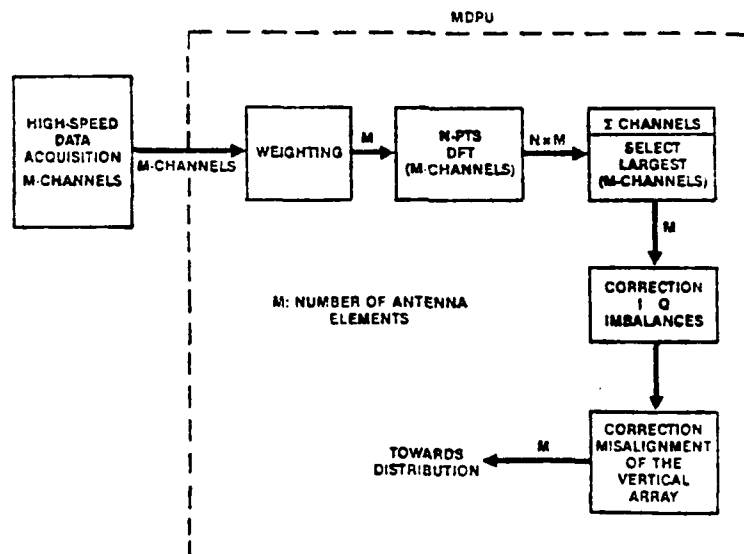 MDPU
HIGH-SPEED
DATA
ACQUISITION
M-CHANNELS
M-CHANNELS
WEIGHTING
M
N-PTS
DFT
(M-CHANNELS)
N×M
Σ CHANNELS
SELECT
LARGEST
(M-CHANNELS)
M
CORRECTION
I Q
IMBALANCES
M: NUMBER OF ANTENNA
ELEMENTS
CORRECTION
MISALIGNMENT
OF THE
VERTICAL
ARRAY
M
TOWARDS
DISTRIBUTION